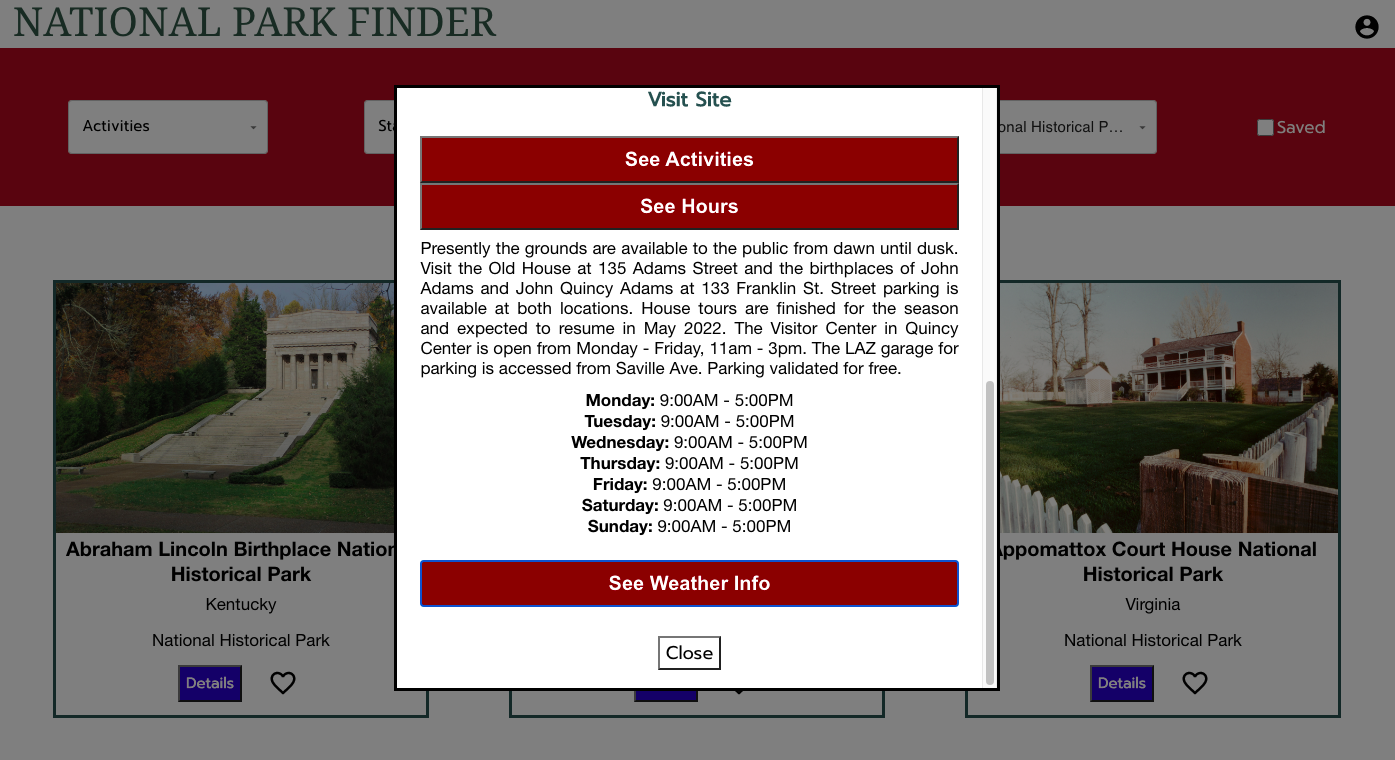 NATIONAL PARK FINDER
Activities
Sta
onal Historical P...
Saved
Visit Site
See Activities
See Hours
Presently the grounds are available to the public from dawn until dusk.
Visit the Old House at 135 Adams Street and the birthplaces of John
Adams and John Quincy Adams at 133 Franklin St. Street parking is
available at both locations. House tours are finished for the season
and expected to resume in May 2022. The Visitor Center in Quincy
Center is open from Monday - Friday, 11am - 3pm. The LAZ garage for
parking is accessed from Saville Ave. Parking validated for free.
Monday: 9:00AM - 5:00PM
Tuesday: 9:00AM - 5:00PM
Wednesday: 9:00AM - 5:00PM
Thursday: 9:00AM - 5:00PM
Friday: 9:00AM - 5:00PM
Saturday: 9:00AM - 5:00PM
Sunday: 9:00AM - 5:00PM
See Weather Info
Close
Abraham Lincoln Birthplace Nation
Historical Park
Kentucky
National Historical Park
Details
Appomattox Court House National
Historical Park
Virginia
National Historical Park
Details